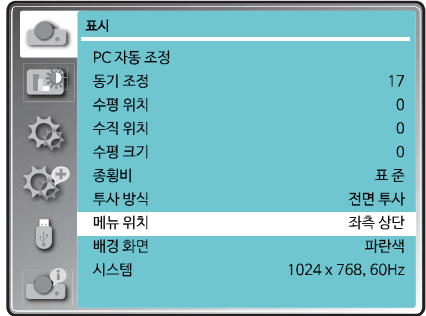 표시
PC 자동 조정
동기 조정 17
수평 위치 0
수직 위치 0
수평 크기 0
종횡비 표 준
투사 방식 전면 투사
메뉴 위치 좌측 상단
배경 화면 파란색
시스템 1024 x 768, 60Hz